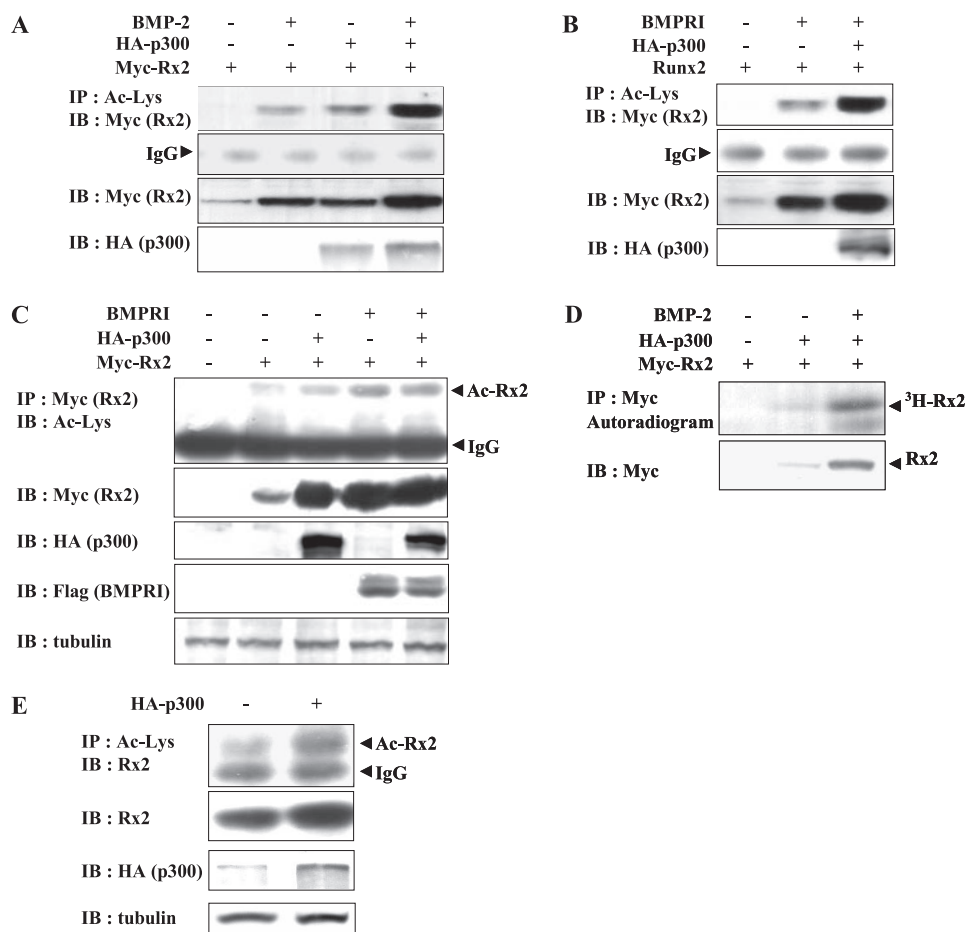 A
BMP-2 - + - +
HA-p300 - - + +
Myc-Rx2 + + + +
IP : Ac-Lys
IB : Myc (Rx2)
IgG
IB : Myc (Rx2)
IB : HA (p300)
B
BMPRI - + +
HA-p300 - - +
Runx2 + + +
IP : Ac-Lys
IB : Myc (Rx2)
IgG
IB : Myc (Rx2)
IB : HA (p300)
C
BMPRI - - - + +
HA-p300 - - + - +
Myc-Rx2 - + + + +
IP : Myc (Rx2)
IB : Ac-Lys
Ac-Rx2
IgG
IB : Myc (Rx2)
IB : HA (p300)
IB : Flag (BMPRI)
IB : tubulin
D
BMP-2 - - +
HA-p300 - + +
Myc-Rx2 + + +
IP : Myc
Autoradiogram
³H-Rx2
IB : Myc
Rx2
E
HA-p300 - +
IP : Ac-Lys
IB : Rx2
Ac-Rx2
IgG
IB : Rx2
IB : HA (p300)
IB : tubulin